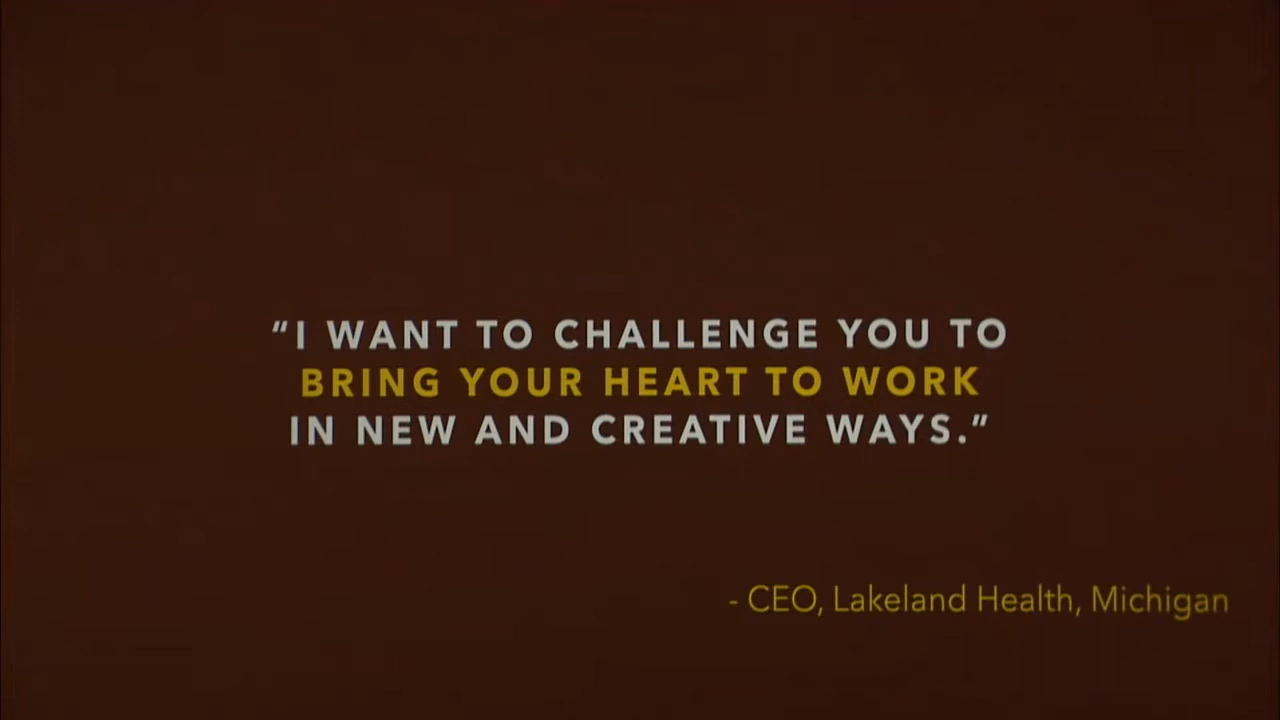 “I WANT TO CHALLENGE YOU TO
BRING YOUR HEART TO WORK
IN NEW AND CREATIVE WAYS.”
- CEO, Lakeland Health, Michigan